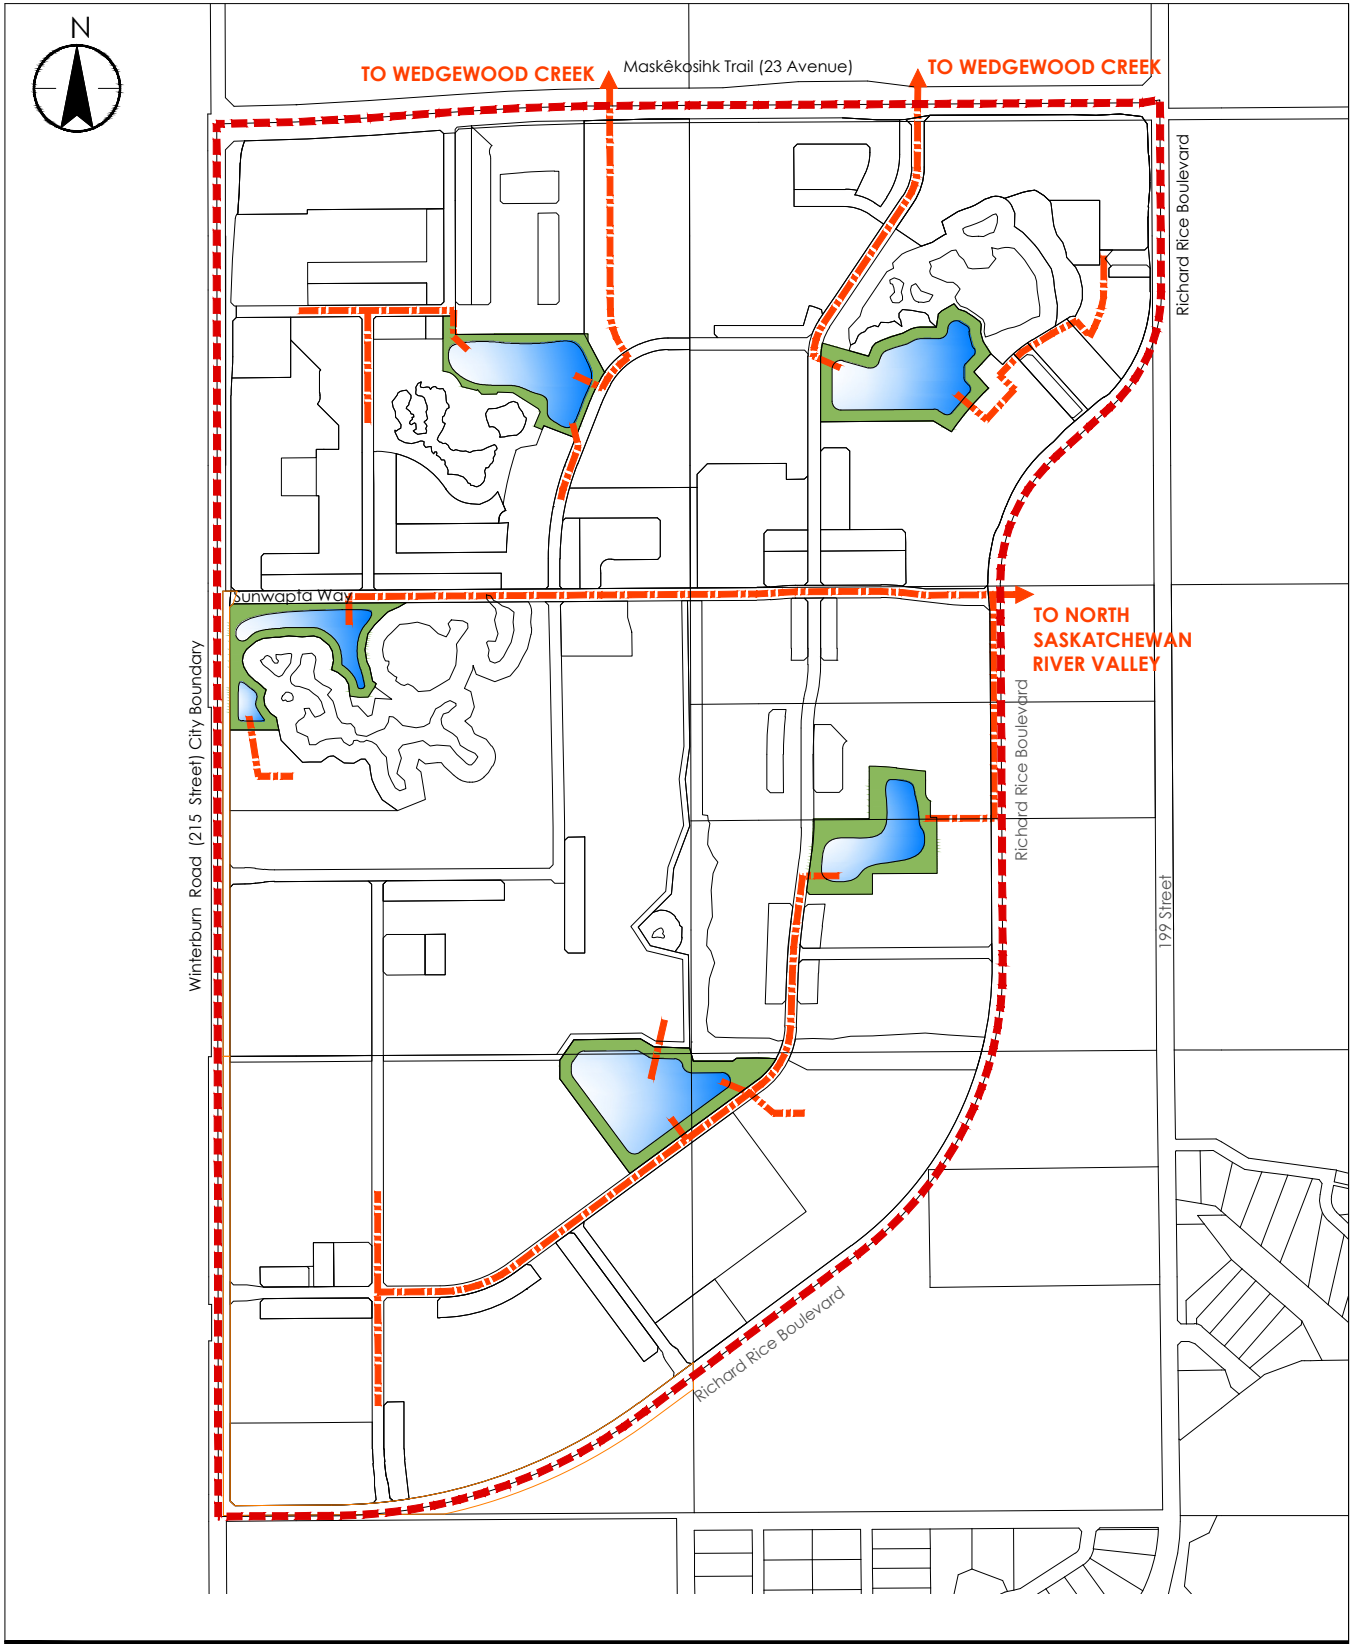 N
TO WEDGEWOOD CREEK
Maskêkosihk Trail (23 Avenue)
TO WEDGEWOOD CREEK
Richard Rice Boulevard
Sunwapta Way
TO NORTH
SASKATCHEWAN
RIVER VALLEY
Winterburn Road (215 Street) City Boundary
Richard Rice Boulevard
199 Street
Richard Rice Boulevard